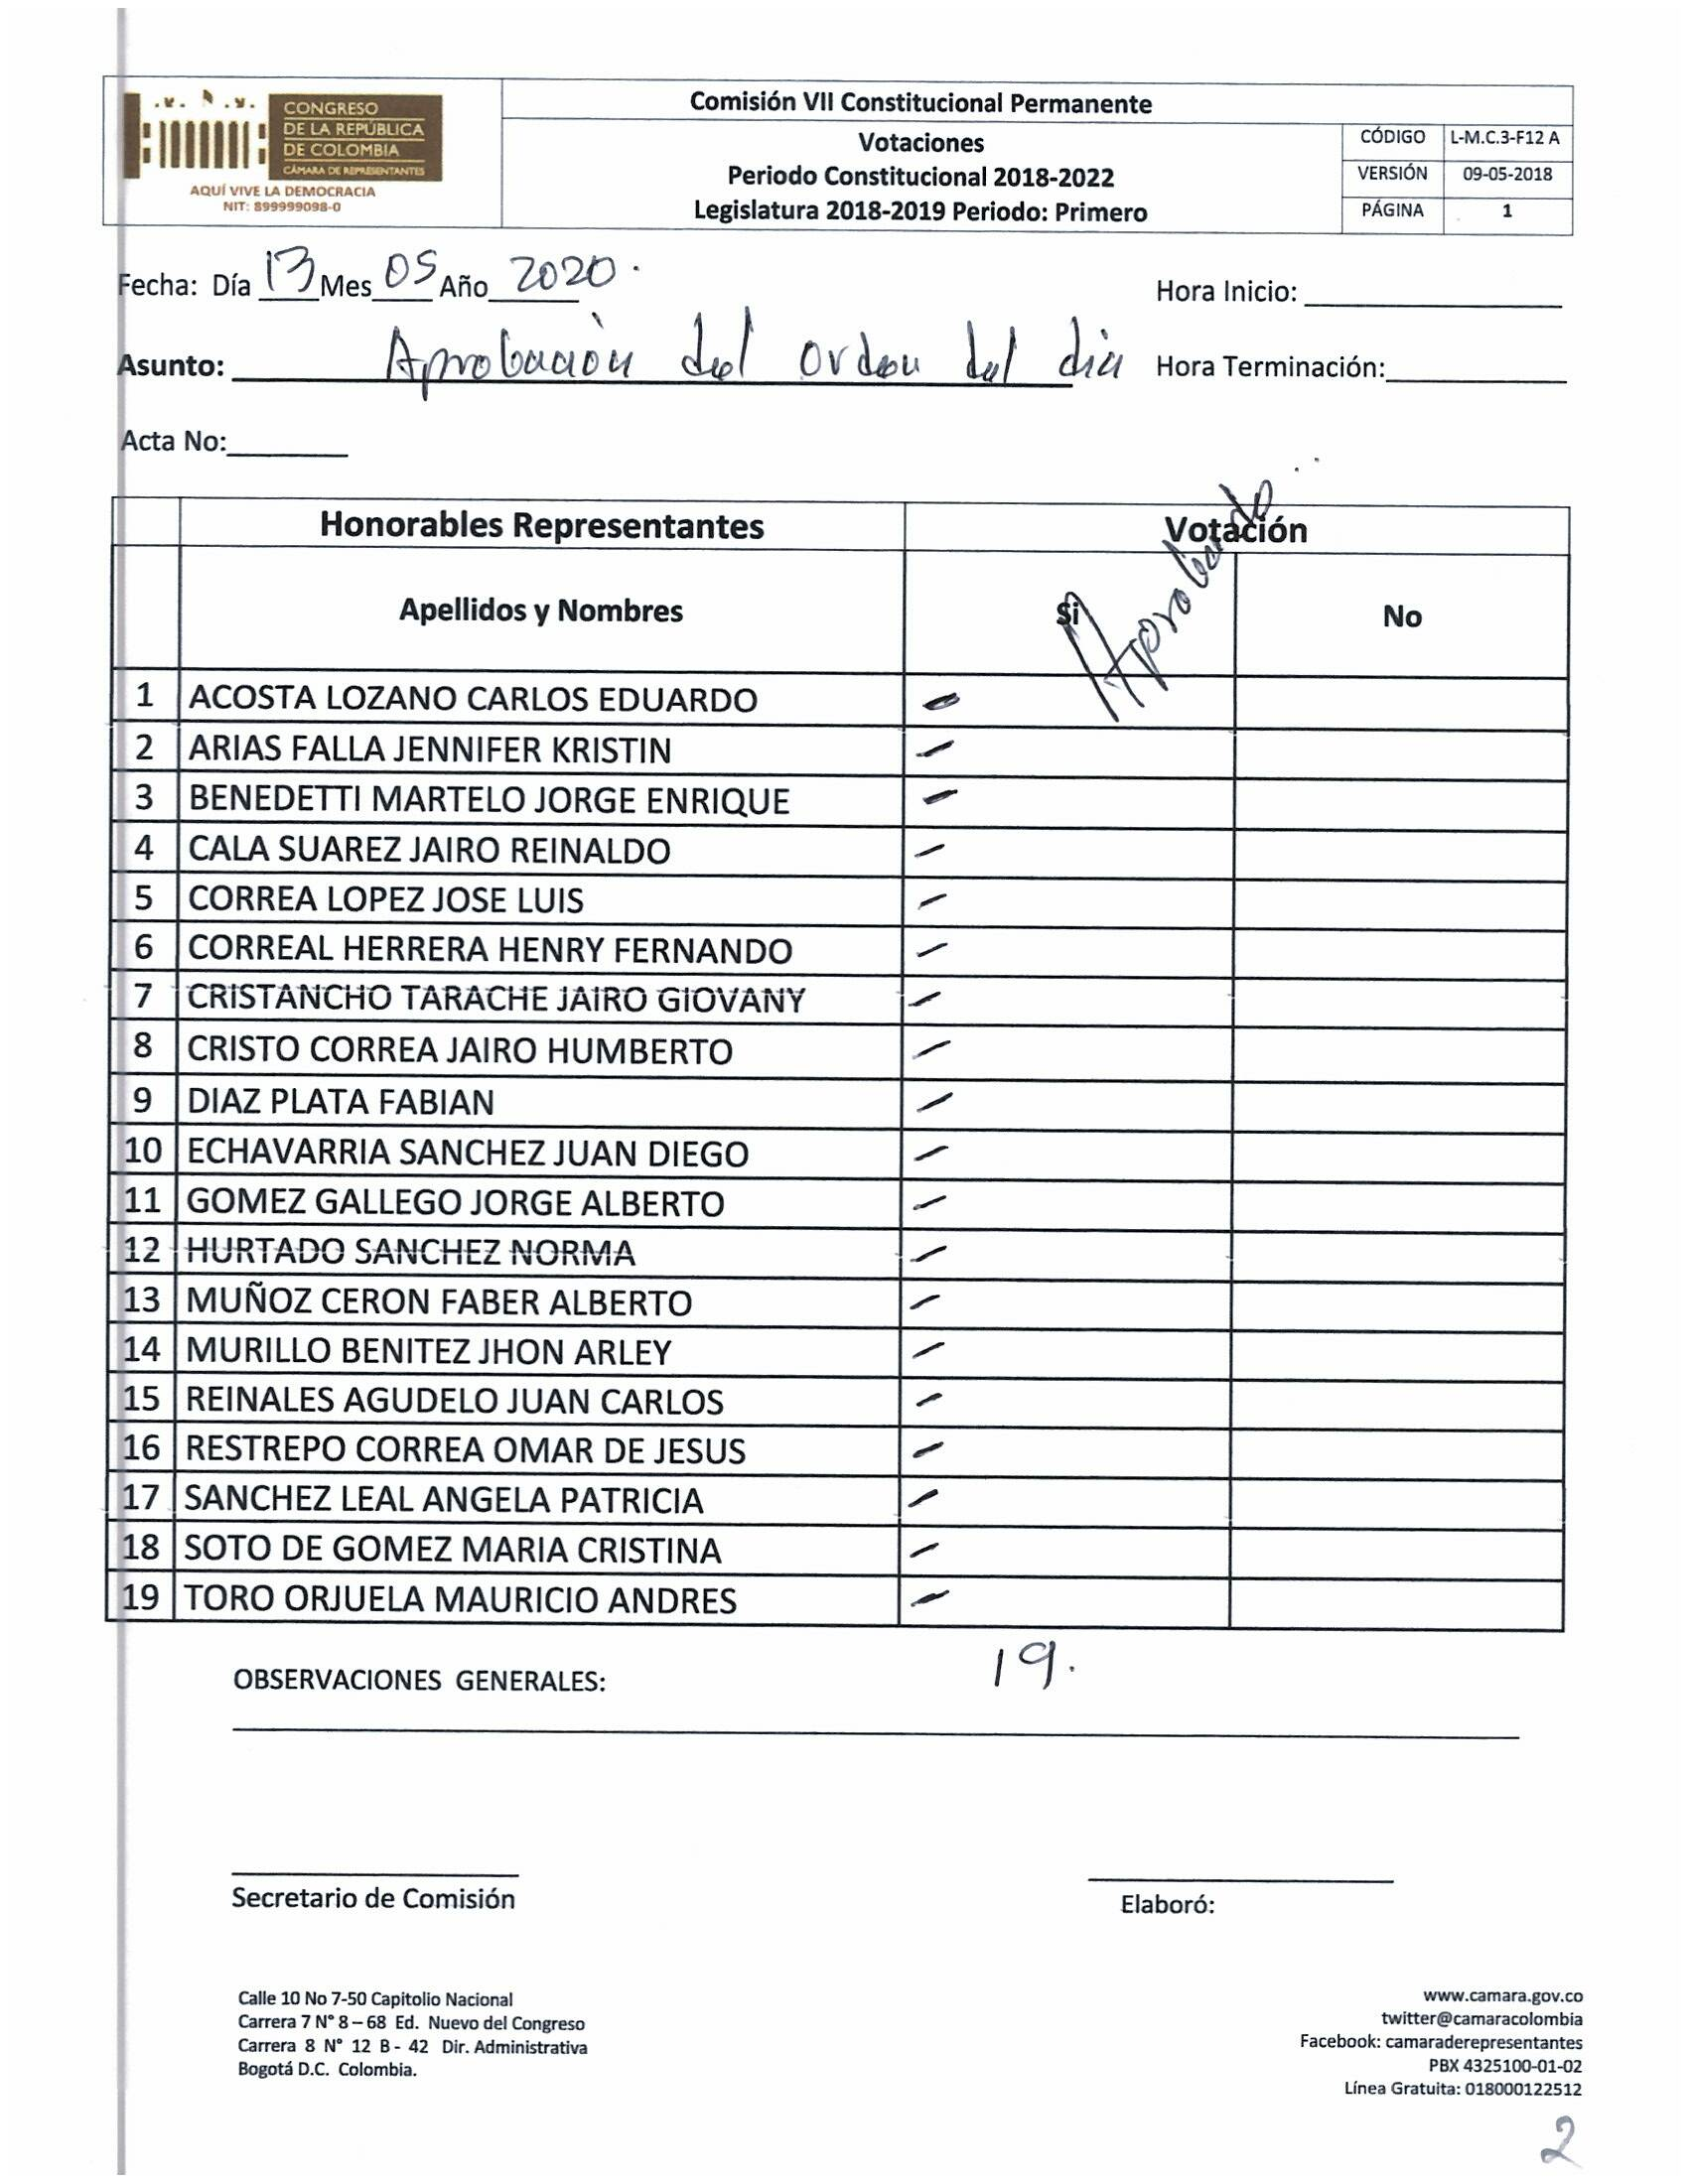 CONGRESO
DE LA REPÚBLICA
DE COLOMBIA
CÁMARA DE REPRESENTANTES
AQUÍ VIVE LA DEMOCRACIA
NIT: 899999098-0
Comisión VII Constitucional Permanente
Votaciones
Periodo Constitucional 2018-2022
Legislatura 2018-2019 Periodo: Primero
CÓDIGO L-M.C.3-F12 A
VERSIÓN 09-05-2018
PÁGINA 1
Fecha: Día 13 Mes 05 Año 2020. Hora Inicio:
Asunto: Aprobación del orden del dia Hora Terminación:
Acta No:
Honorables Representantes Votación
Apellidos y Nombres Si No
Aprobado..
1 ACOSTA LOZANO CARLOS EDUARDO
2 ARIAS FALLA JENNIFER KRISTIN
3 BENEDETTI MARTELO JORGE ENRIQUE
4 CALA SUAREZ JAIRO REINALDO
5 CORREA LOPEZ JOSE LUIS
6 CORREAL HERRERA HENRY FERNANDO
7 CRISTANCHO TARACHE JAIRO GIOVANY
8 CRISTO CORREA JAIRO HUMBERTO
9 DIAZ PLATA FABIAN
10 ECHAVARRIA SANCHEZ JUAN DIEGO
11 GOMEZ GALLEGO JORGE ALBERTO
12 HURTADO SANCHEZ NORMA
13 MUÑOZ CERON FABER ALBERTO
14 MURILLO BENITEZ JHON ARLEY
15 REINALES AGUDELO JUAN CARLOS
16 RESTREPO CORREA OMAR DE JESUS
17 SANCHEZ LEAL ANGELA PATRICIA
18 SOTO DE GOMEZ MARIA CRISTINA
19 TORO ORJUELA MAURICIO ANDRES
OBSERVACIONES GENERALES: 19.
Secretario de Comisión
Elaboró:
Calle 10 No 7-50 Capitolio Nacional
Carrera 7 N° 8 – 68 Ed. Nuevo del Congreso
Carrera 8 N° 12 B - 42 Dir. Administrativa
Bogotá D.C. Colombia.
www.camara.gov.co
twitter@camaracolombia
Facebook: camaraderepresentantes
PBX 4325100-01-02
Línea Gratuita: 018000122512
2